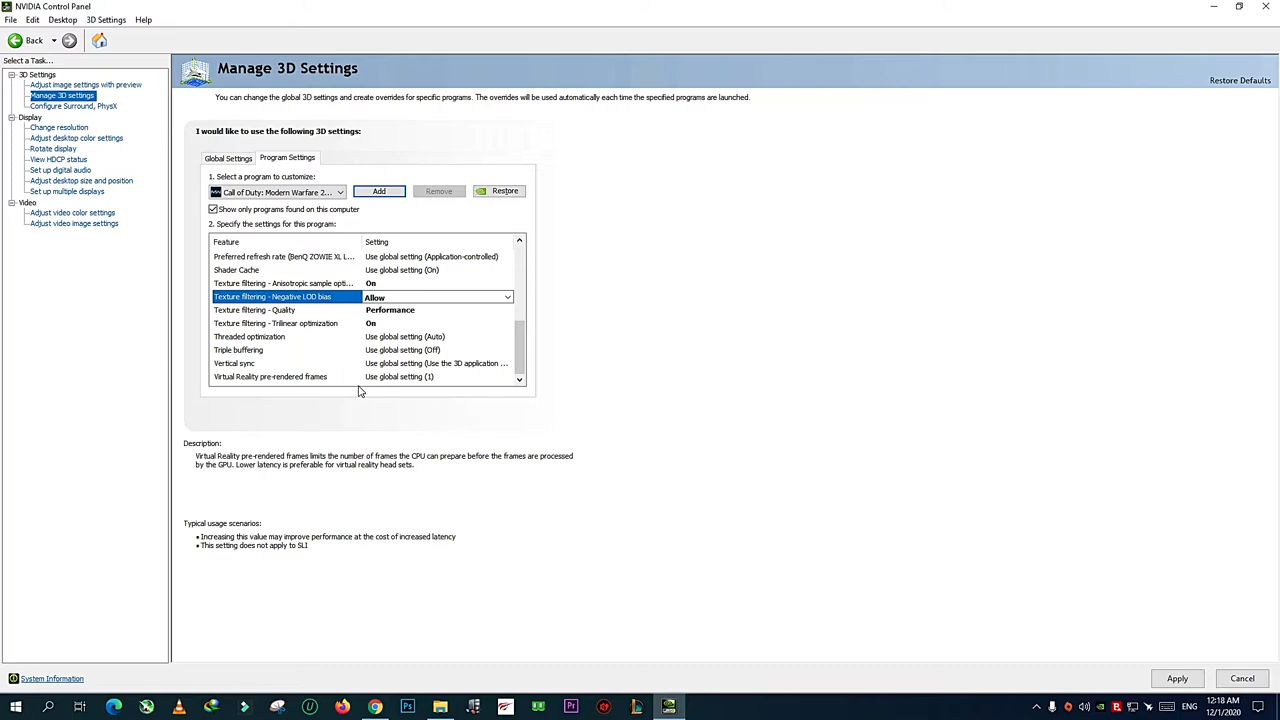 NVIDIA Control Panel
File Edit Desktop 3D Settings Help
Back
Select a Task...
3D Settings
Adjust image settings with preview
Manage 3D settings
Configure Surround, PhysX
Display
Change resolution
Adjust desktop color settings
Rotate display
View HDCP status
Set up digital audio
Adjust desktop size and position
Set up multiple displays
Video
Adjust video color settings
Adjust video image settings
Manage 3D Settings
Restore Defaults
You can change the global 3D settings and create overrides for specific programs. The overrides will be used automatically each time the specified programs are launched.
I would like to use the following 3D settings:
Global Settings Program Settings
1. Select a program to customize:
Call of Duty: Modern Warfare 2... Add Remove Restore
Show only programs found on this computer
2. Specify the settings for this program:
Feature Setting
Preferred refresh rate (BenQ ZOWIE XL L... Use global setting (Application-controlled)
Shader Cache Use global setting (On)
Texture filtering - Anisotropic sample opti... On
Texture filtering - Negative LOD bias Allow
Texture filtering - Quality Performance
Texture filtering - Trilinear optimization On
Threaded optimization Use global setting (Auto)
Triple buffering Use global setting (Off)
Vertical sync Use global setting (Use the 3D application ...
Virtual Reality pre-rendered frames Use global setting (1)
Description:
Virtual Reality pre-rendered frames limits the number of frames the CPU can prepare before the frames are processed
by the GPU. Lower latency is preferable for virtual reality head sets.
Typical usage scenarios:
• Increasing this value may improve performance at the cost of increased latency
• This setting does not apply to SLI
System Information
Apply Cancel
Ps
Pr
ENG
12:18 AM
12/1/2020